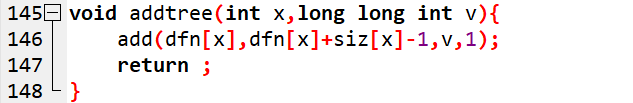 145 void addtree(int x,long long int v){
146 add(dfn[x],dfn[x]+siz[x]-1,v,1);
147 return ;
148 }